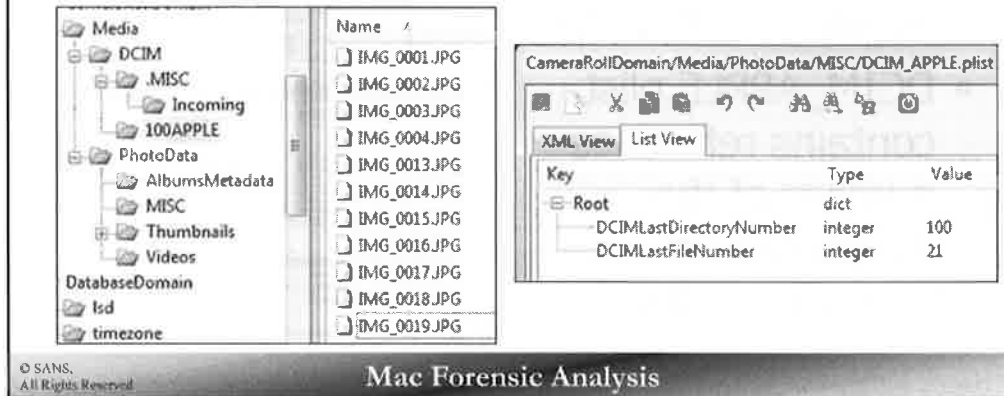 Media
DCIM
.MISC
Incoming
100APPLE
PhotoData
AlbumsMetadata
MISC
Thumbnails
Videos
DatabaseDomain
lsd
timezone
Name
IMG_0001.JPG
IMG_0002.JPG
IMG_0003.JPG
IMG_0004.JPG
IMG_0013.JPG
IMG_0014.JPG
IMG_0015.JPG
IMG_0016.JPG
IMG_0017.JPG
IMG_0018.JPG
IMG_0019.JPG
CameraRollDomain/Media/PhotoData/MISC/DCIM_APPLE.plist
XML View List View
Key Type Value
Root dict
DCIMLastDirectoryNumber integer 100
DCIMLastFileNumber integer 21
© SANS,
All Rights Reserved
Mac Forensic Analysis